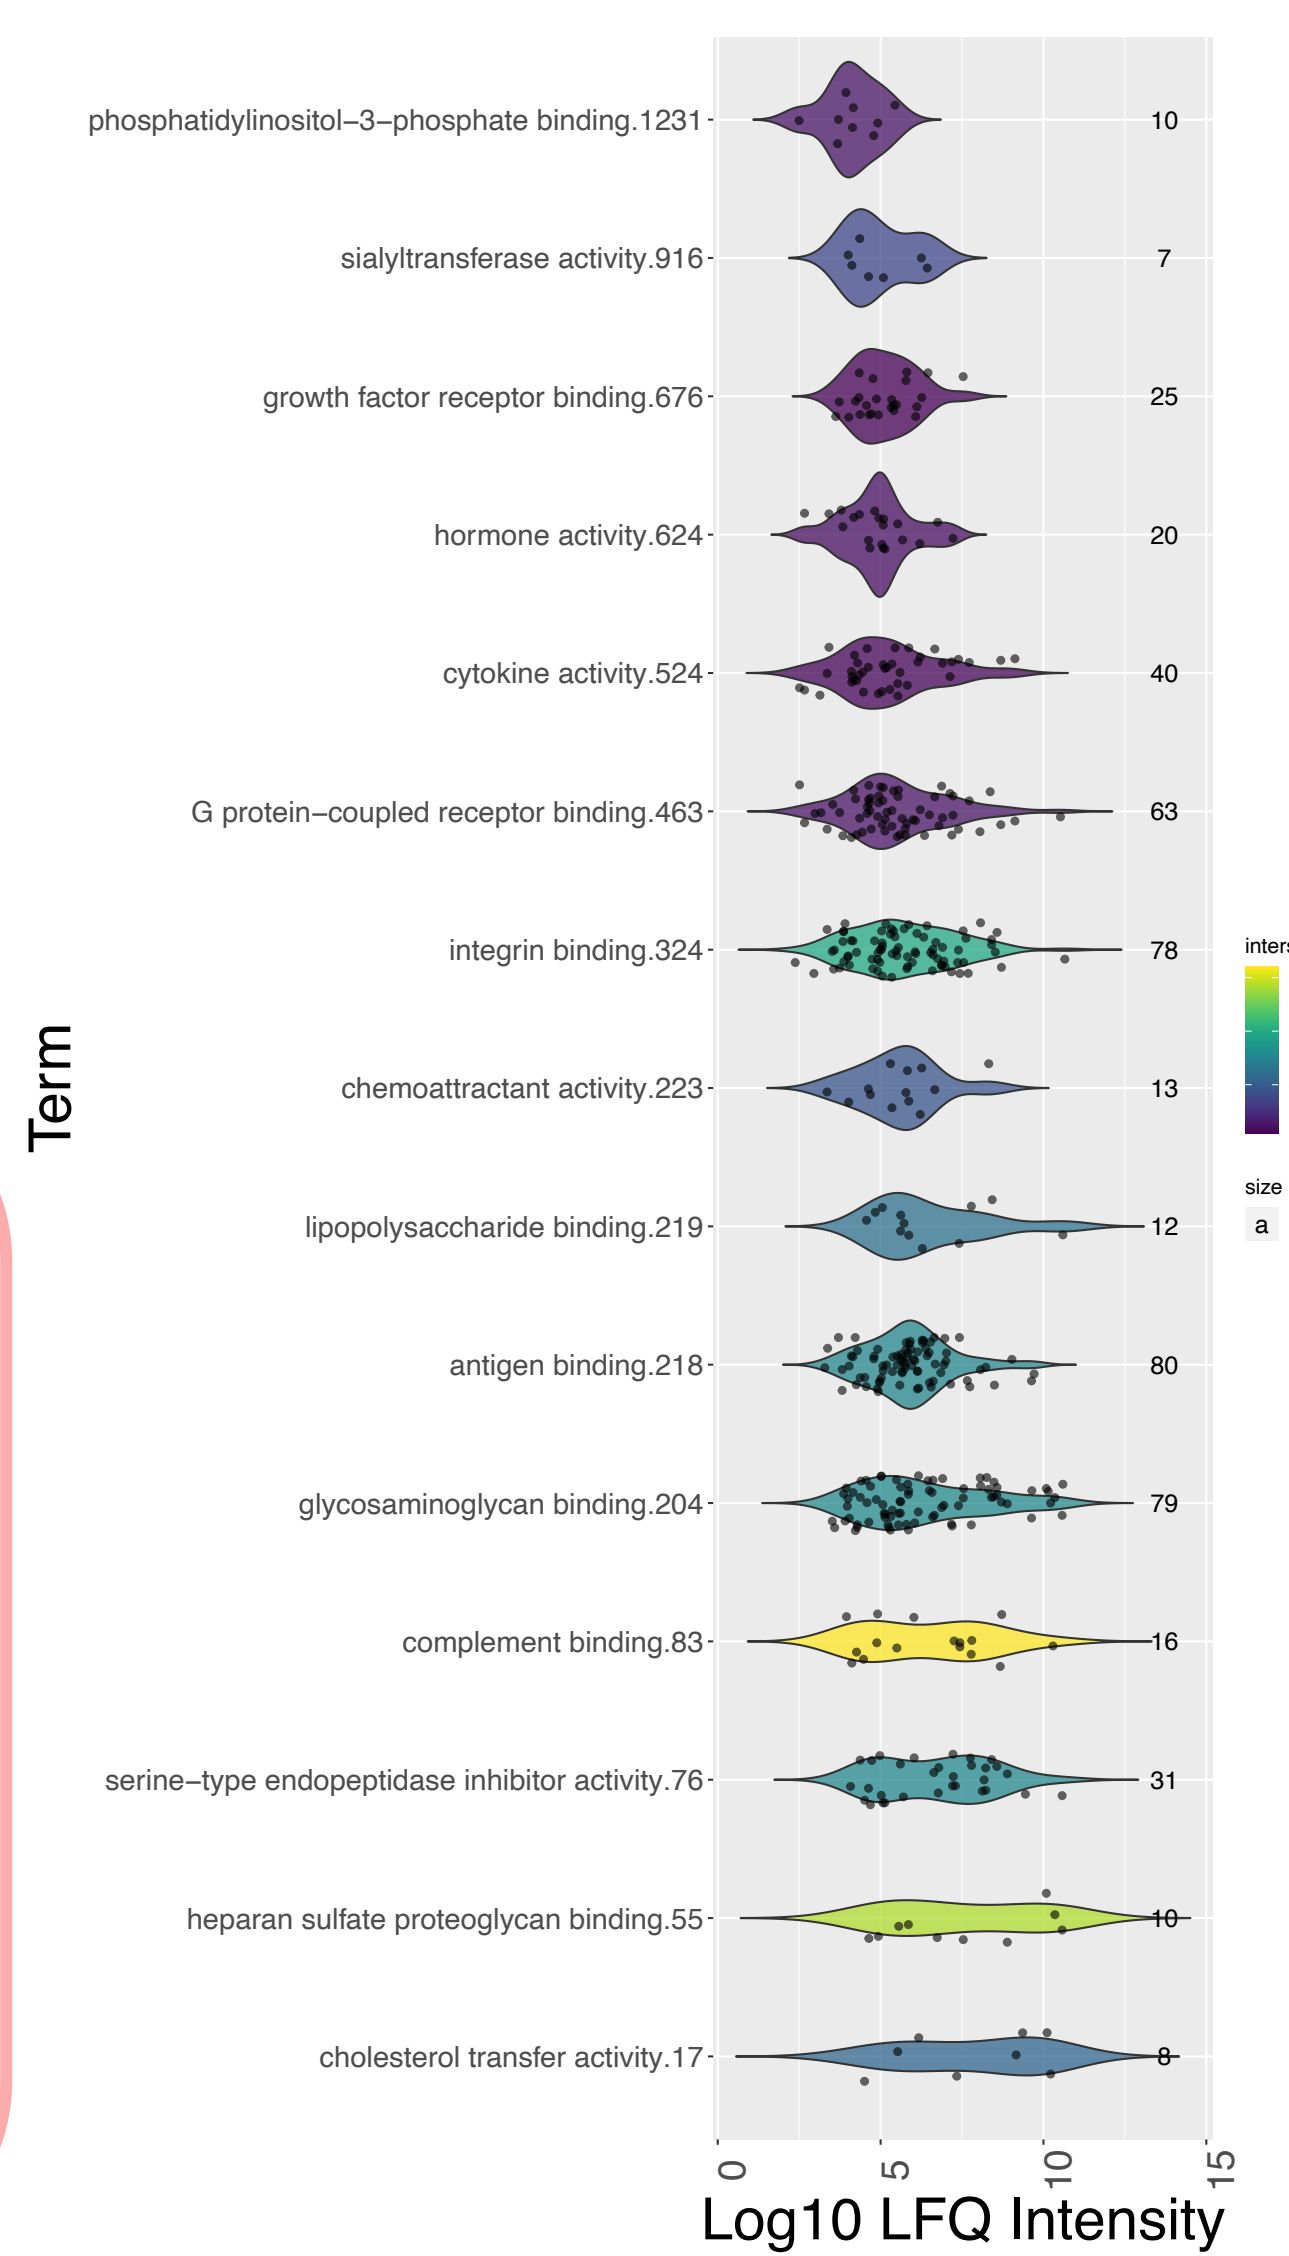 phosphatidylinositol−3−phosphate binding.1231 10
sialyltransferase activity.916 7
growth factor receptor binding.676 25
hormone activity.624 20
cytokine activity.524 40
G protein−coupled receptor binding.463 63
integrin binding.324 78
inters
chemoattractant activity.223 13
Term
size
a
lipopolysaccharide binding.219 12
antigen binding.218 80
glycosaminoglycan binding.204 79
complement binding.83 16
serine−type endopeptidase inhibitor activity.76 31
heparan sulfate proteoglycan binding.55 10
cholesterol transfer activity.17 8
0 5 10 15
Log10 LFQ Intensity